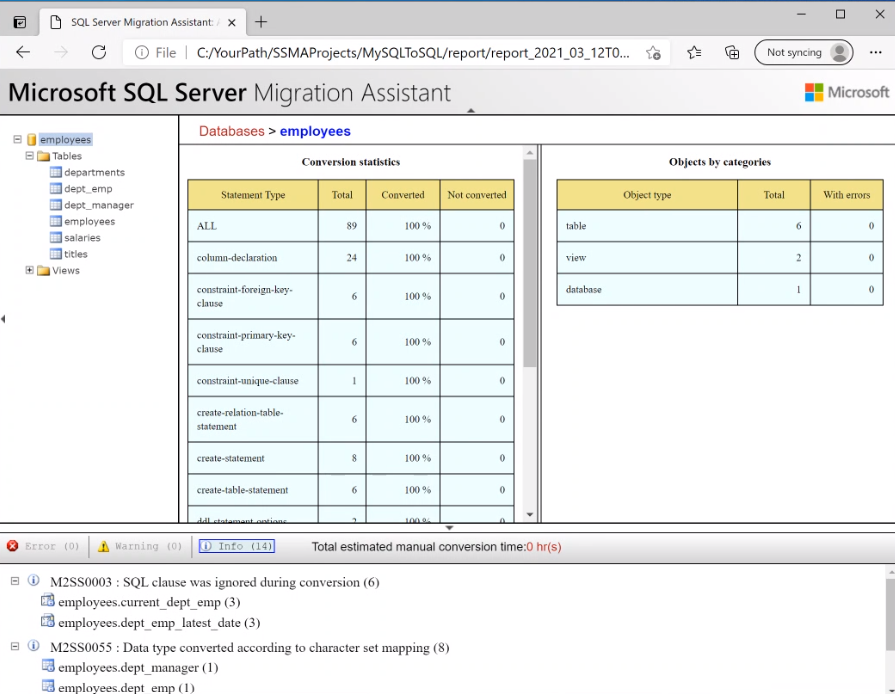 SQL Server Migration Assistant:
File
C:/YourPath/SSMAProjects/MySQLToSQL/report/report_2021_03_12T0...
Not syncing
Microsoft SQL Server Migration Assistant
Microsoft
employees
Tables
departments
dept_emp
dept_manager
employees
salaries
titles
Views
Databases > employees
Conversion statistics
Statement Type Total Converted Not converted
ALL 89 100 % 0
column-declaration 24 100 % 0
constraint-foreign-key-
clause 6 100 % 0
constraint-primary-key-
clause 6 100 % 0
constraint-unique-clause 1 100 % 0
create-relation-table-
statement 6 100 % 0
create-statement 8 100 % 0
create-table-statement 6 100 % 0
ddl-statement-options 2 100 % 0
Objects by categories
Object type Total With errors
table 6 0
view 2 0
database 1 0
Error (0) Warning (0) Info (14) Total estimated manual conversion time:0 hr(s)
M2SS0003 : SQL clause was ignored during conversion (6)
employees.current_dept_emp (3)
employees.dept_emp_latest_date (3)
M2SS0055 : Data type converted according to character set mapping (8)
employees.dept_manager (1)
employees.dept_emp (1)